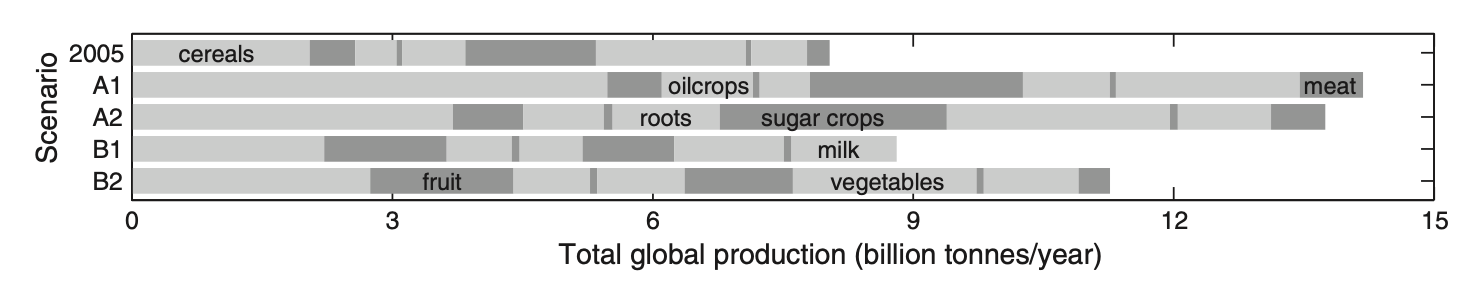 Scenario
2005 cereals
A1 oilcrops meat
A2 roots sugar crops
B1 milk
B2 fruit vegetables
0 3 6 9 12 15
Total global production (billion tonnes/year)